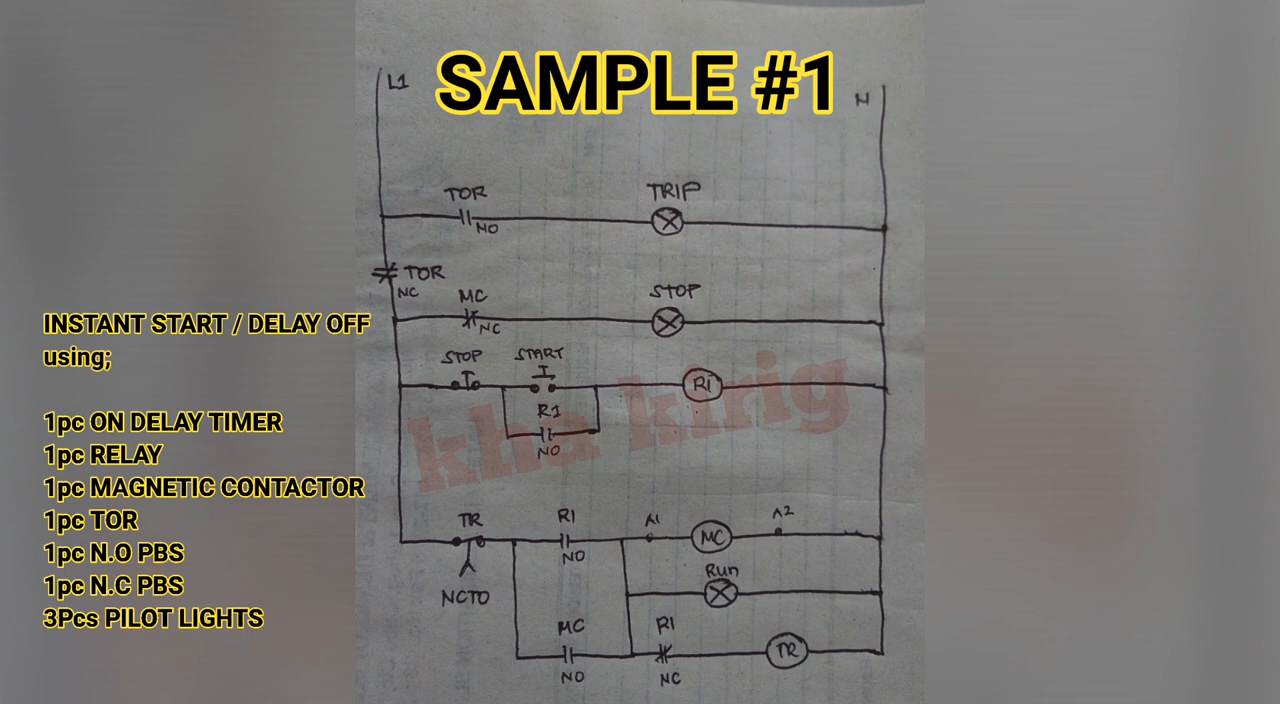 SAMPLE #1
L1
N
TOR
TRIP
NO
TOR
NC
MC
STOP
NC
STOP
START
R1
R1
NO
kha kirig
TR
R1
A1
A2
MC
NO
NCTO
Run
MC
R1
TR
NO
NC
INSTANT START / DELAY OFF
using;
1pc ON DELAY TIMER
1pc RELAY
1pc MAGNETIC CONTACTOR
1pc TOR
1pc N.O PBS
1pc N.C PBS
3Pcs PILOT LIGHTS